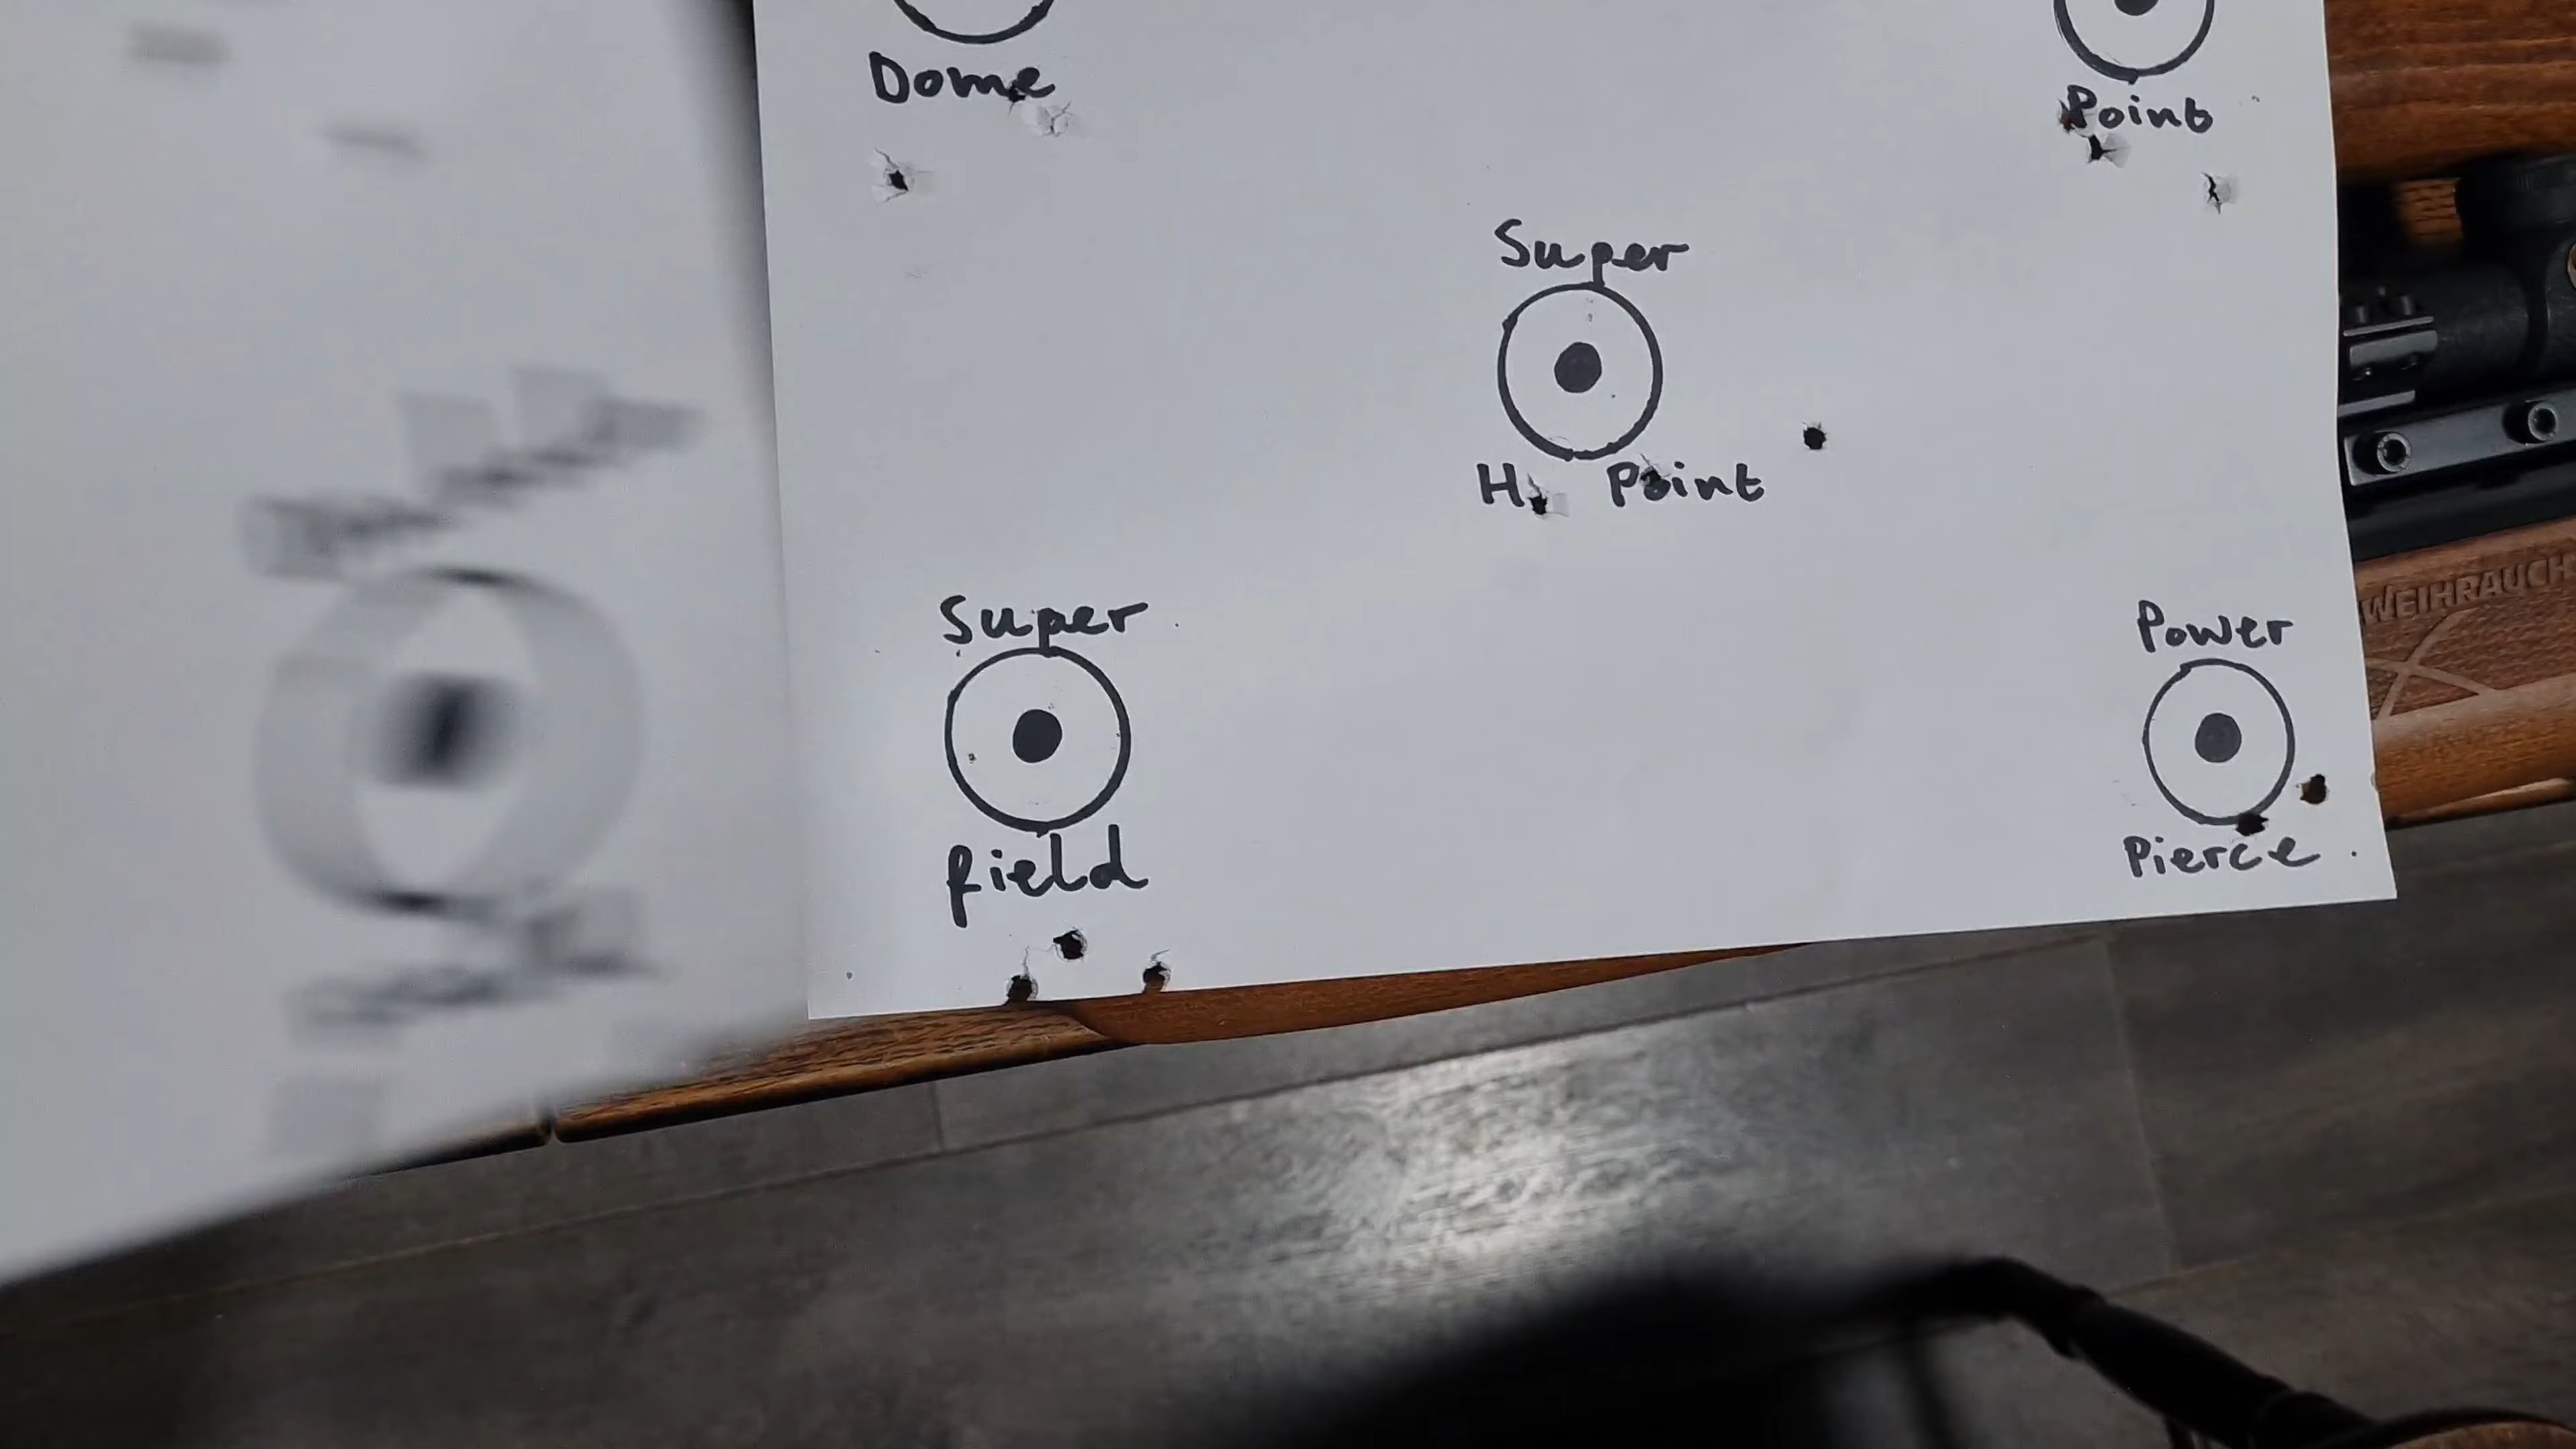 Dome
Point
Super
H. Point
Super
field
Power
Pierce
WEIHRAUCH